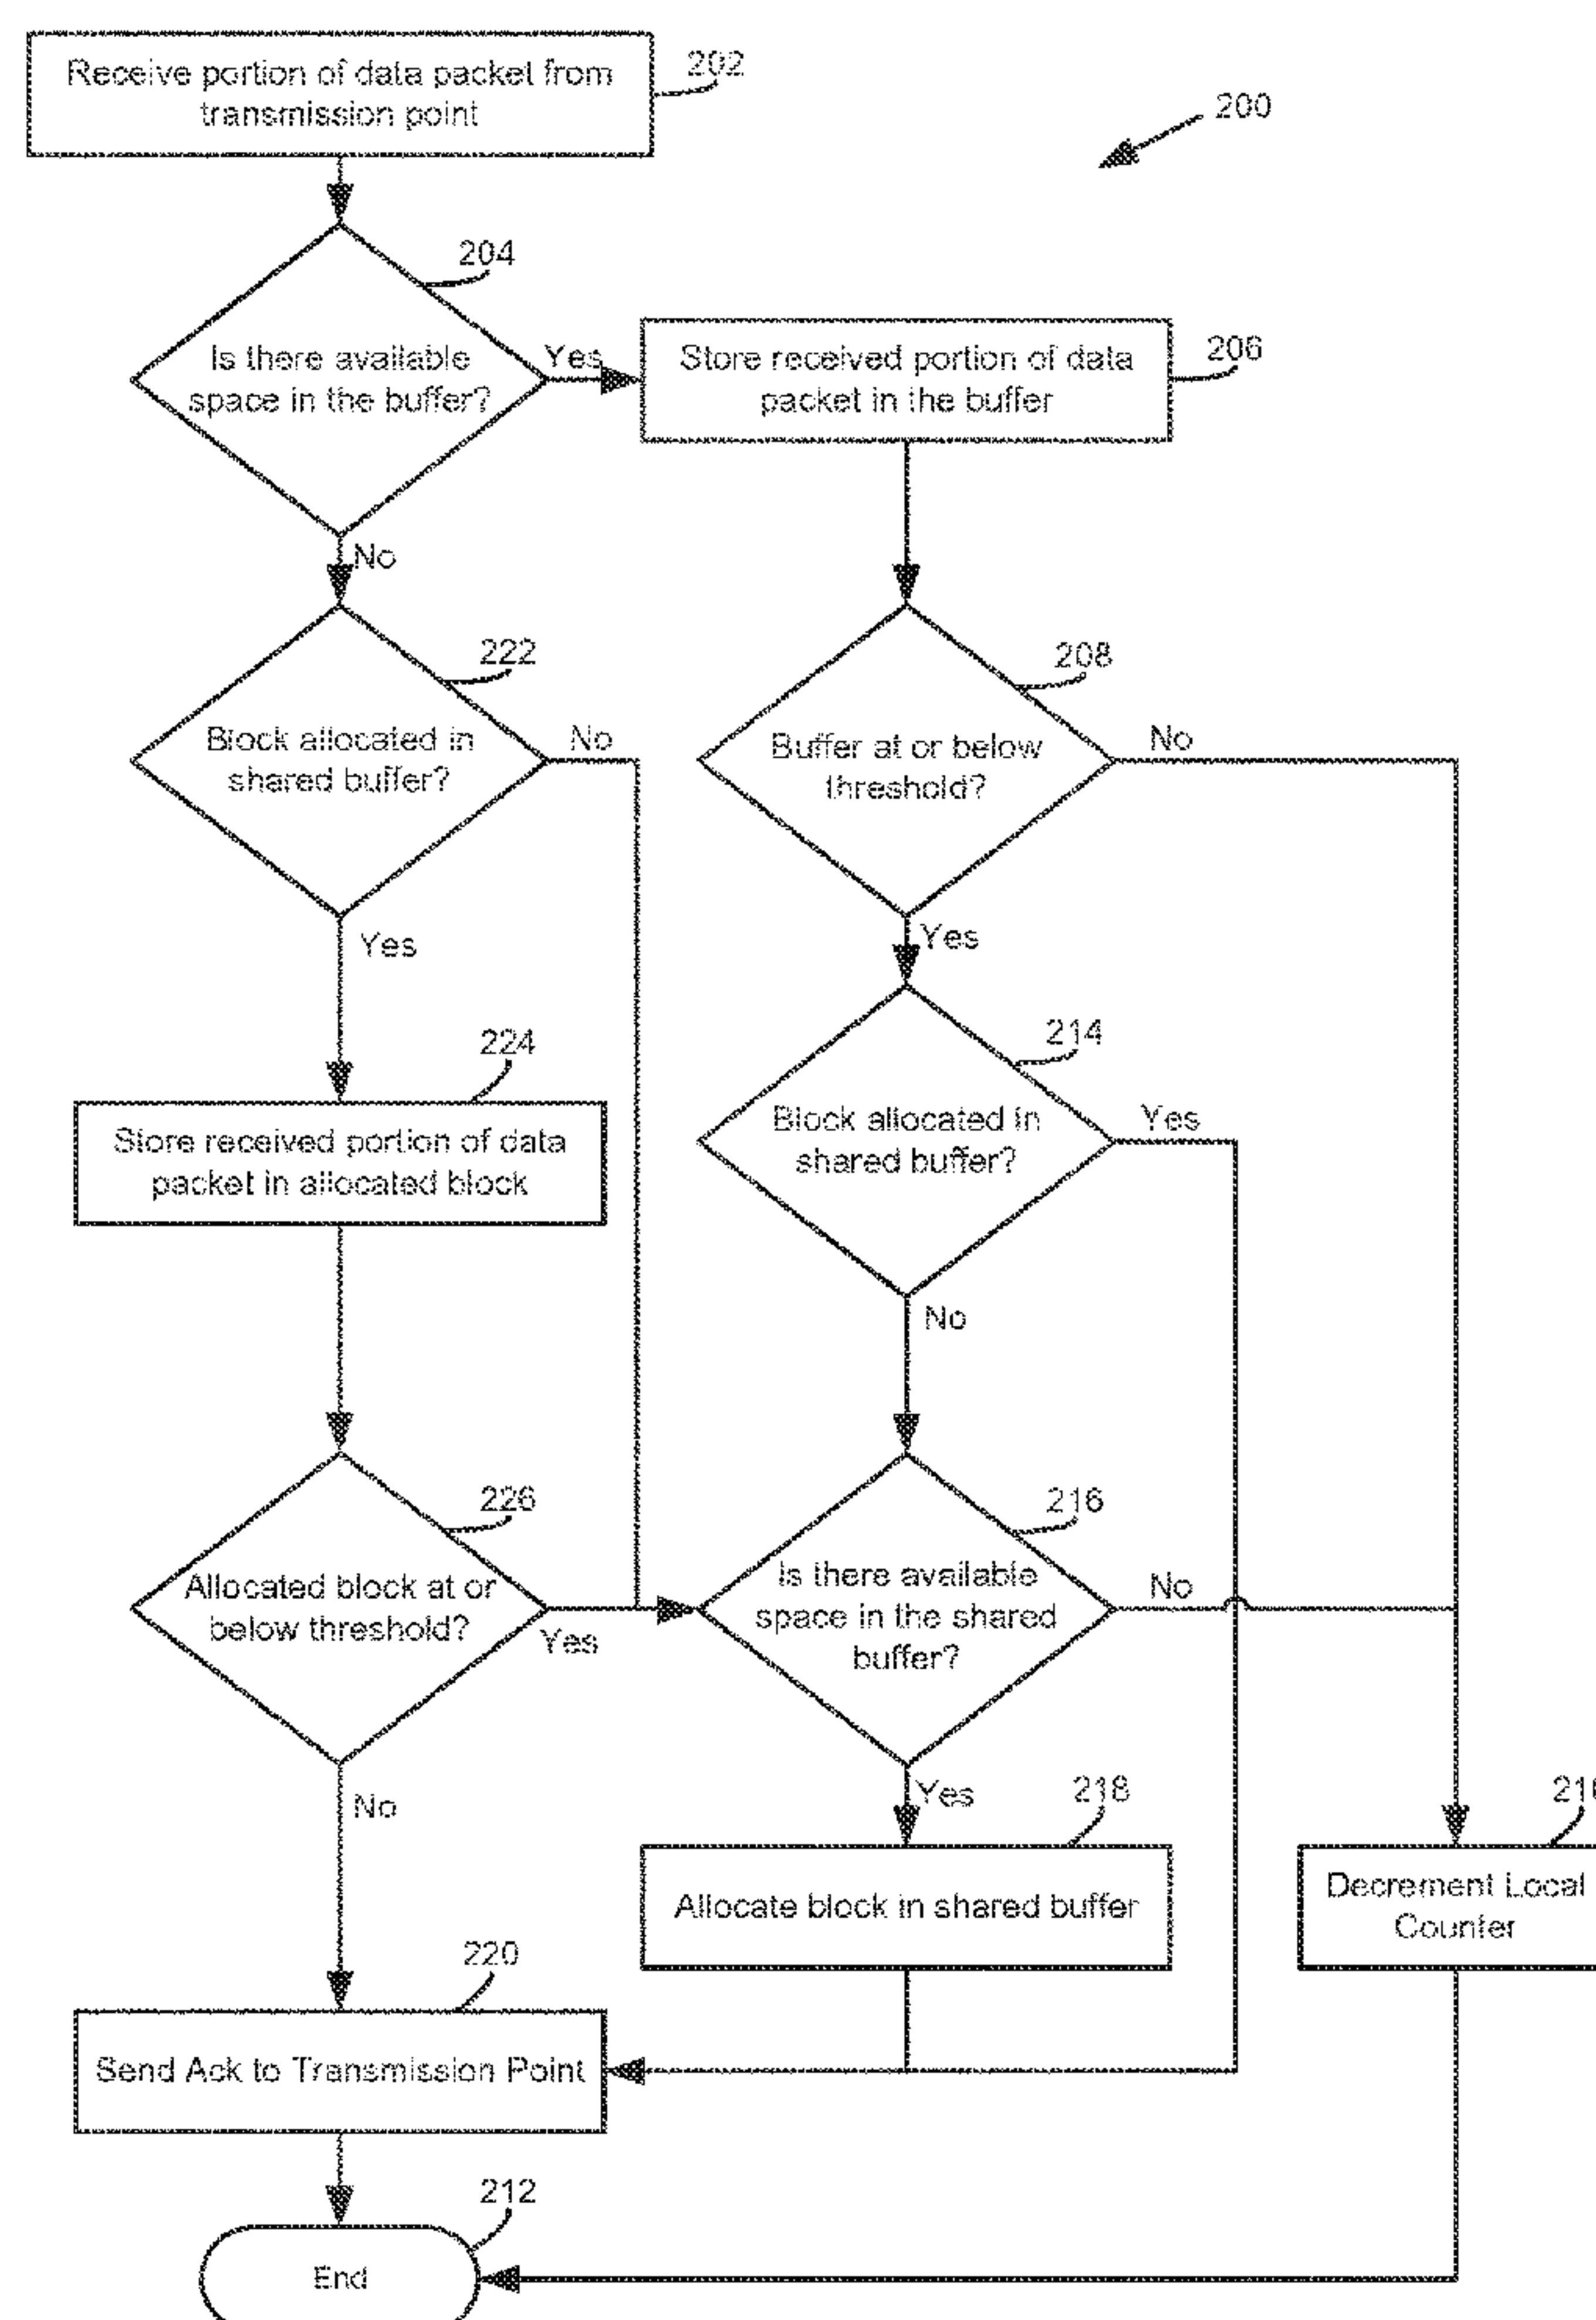 Receive portion of data packet from
transmission point
202
200
204
Is there available
space in the buffer?
Yes
Store received portion of data
packet in the buffer
206
No
222
Block allocated in
shared buffer?
No
208
Buffer at or below
threshold?
No
Yes
Yes
224
Store received portion of data
packet in allocated block
214
Block allocated in
shared buffer?
Yes
No
226
Allocated block at or
below threshold?
Yes
216
Is there available
space in the shared
buffer?
No
No
Yes
218
Allocate block in shared buffer
Decrement Local
Counter
220
Send Ack to Transmission Point
212
End